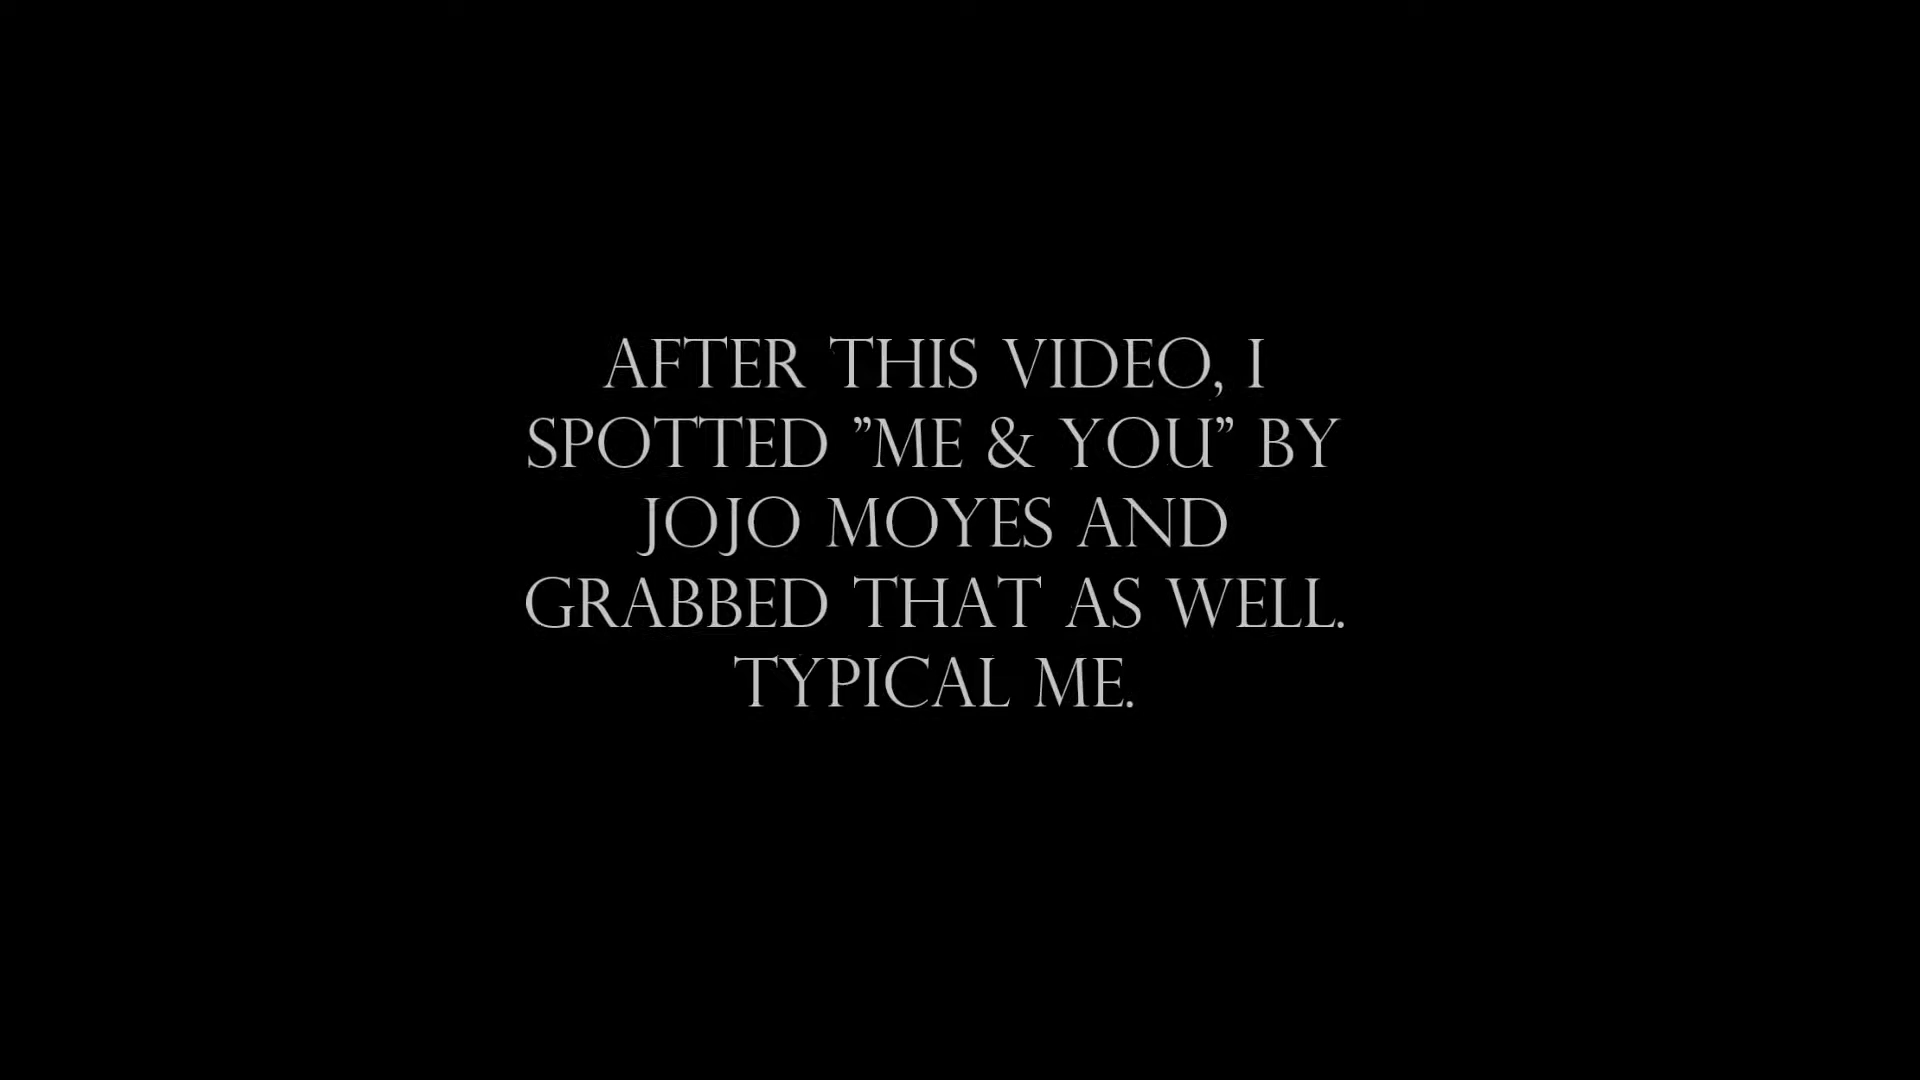 AFTER THIS VIDEO, I
SPOTTED "ME & YOU" BY
JOJO MOYES AND
GRABBED THAT AS WELL.
TYPICAL ME.